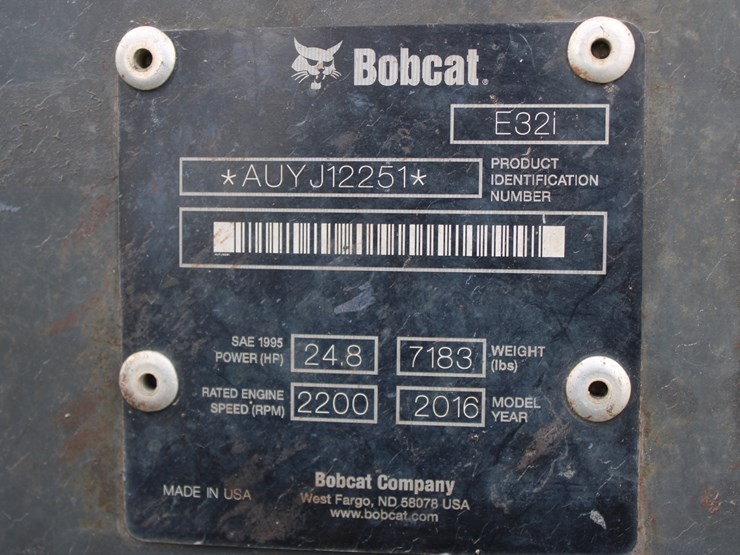 Bobcat®
E32i
*AUYJ12251*
PRODUCT
IDENTIFICATION
NUMBER
SAE 1995
POWER (HP)
24.8
7183
WEIGHT
(lbs)
RATED ENGINE
SPEED (RPM)
2200
2016
MODEL
YEAR
MADE IN USA
Bobcat Company
West Fargo, ND 58078 USA
www.bobcat.com